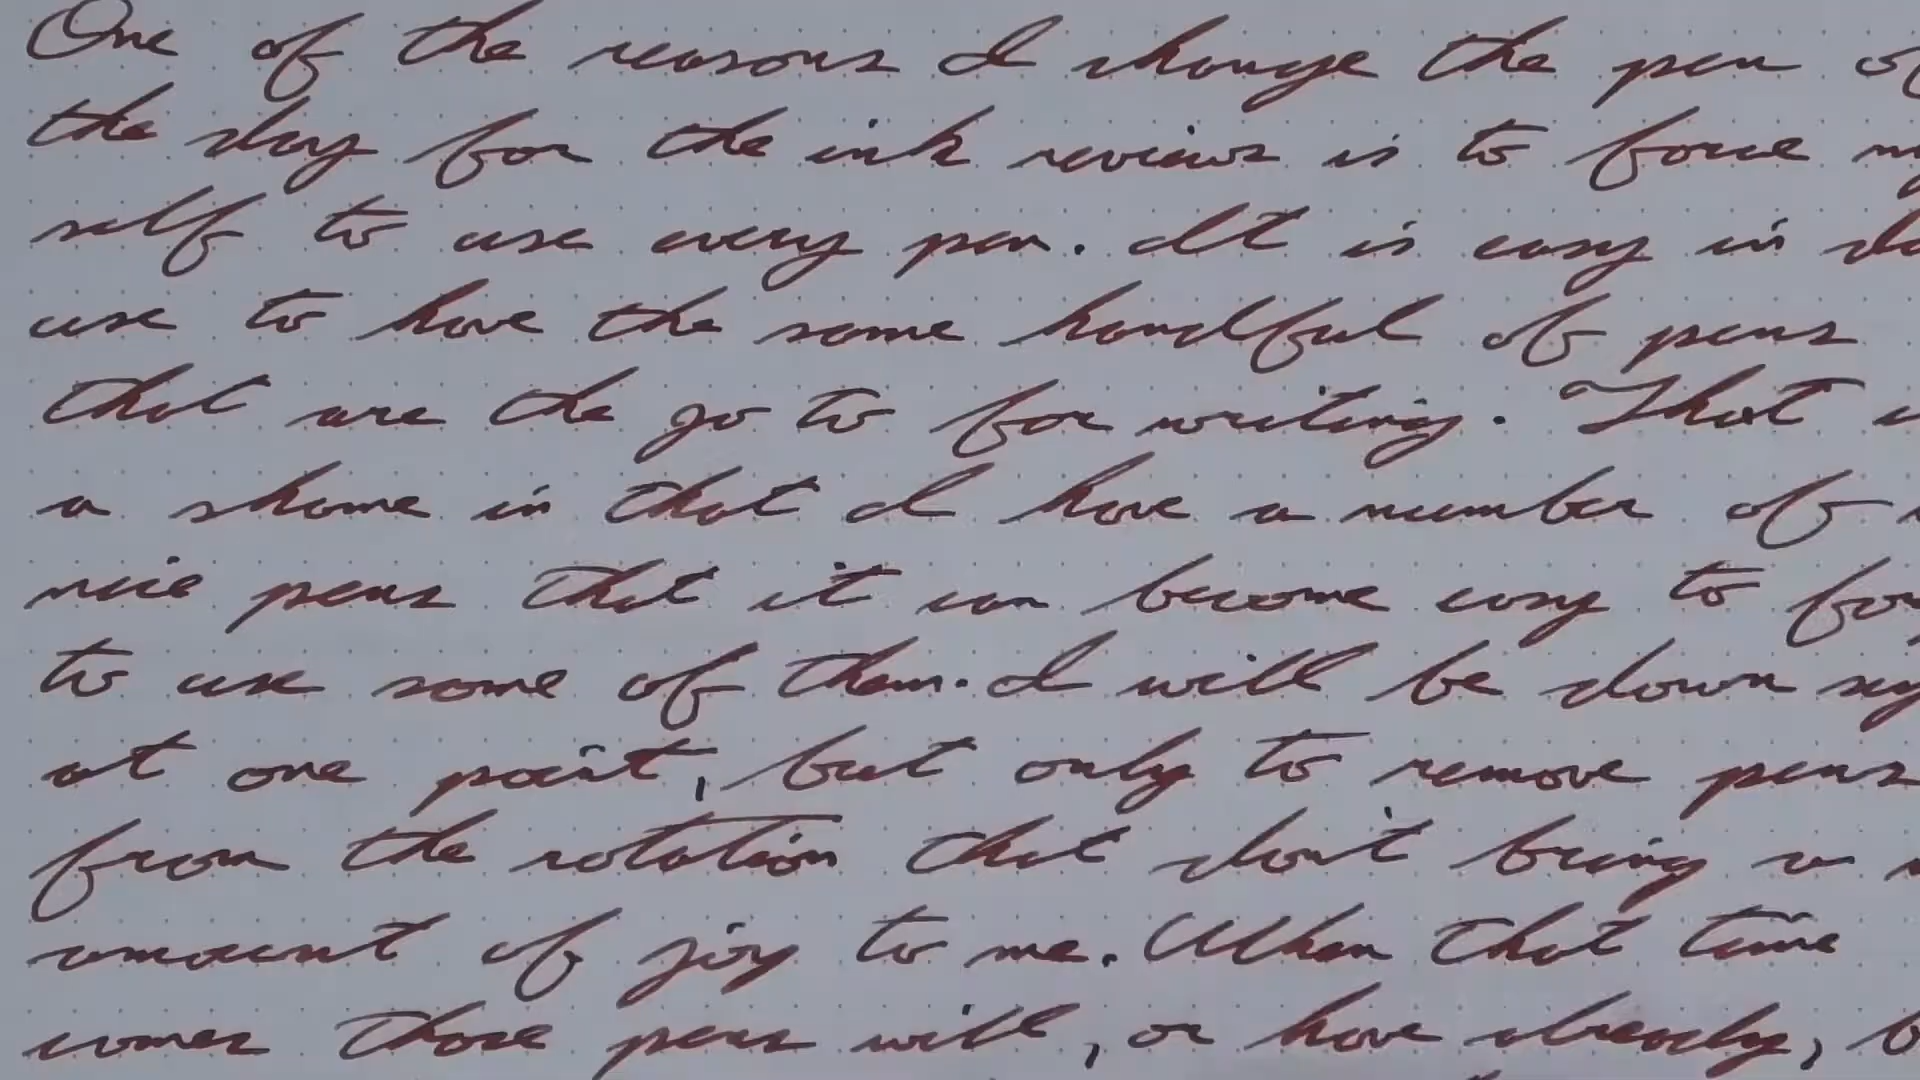 One of the reasons I change the pen of
the day for the ink reviews is to force my
self to use every pen. It is easy in
use to have the same handful of pens
that are the go to for writing. That
a shame in that I have a number of
nice pens that it can become easy to
to use some of them. I will be down
at one point, but only to remove pens
from the rotation that don't bring a
amount of joy to me. When that time
comes those pens will, or have already,